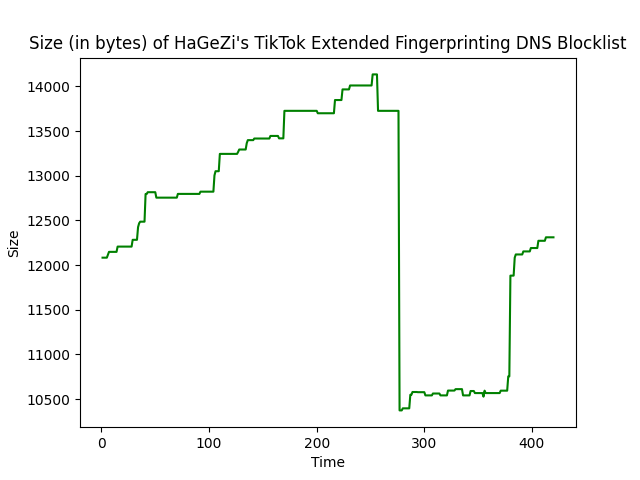 Size (in bytes) of HaGeZi's TikTok Extended Fingerprinting DNS Blocklist
14000
13500
13000
12500
12000
11500
11000
10500
Size
0 100 200 300 400
Time